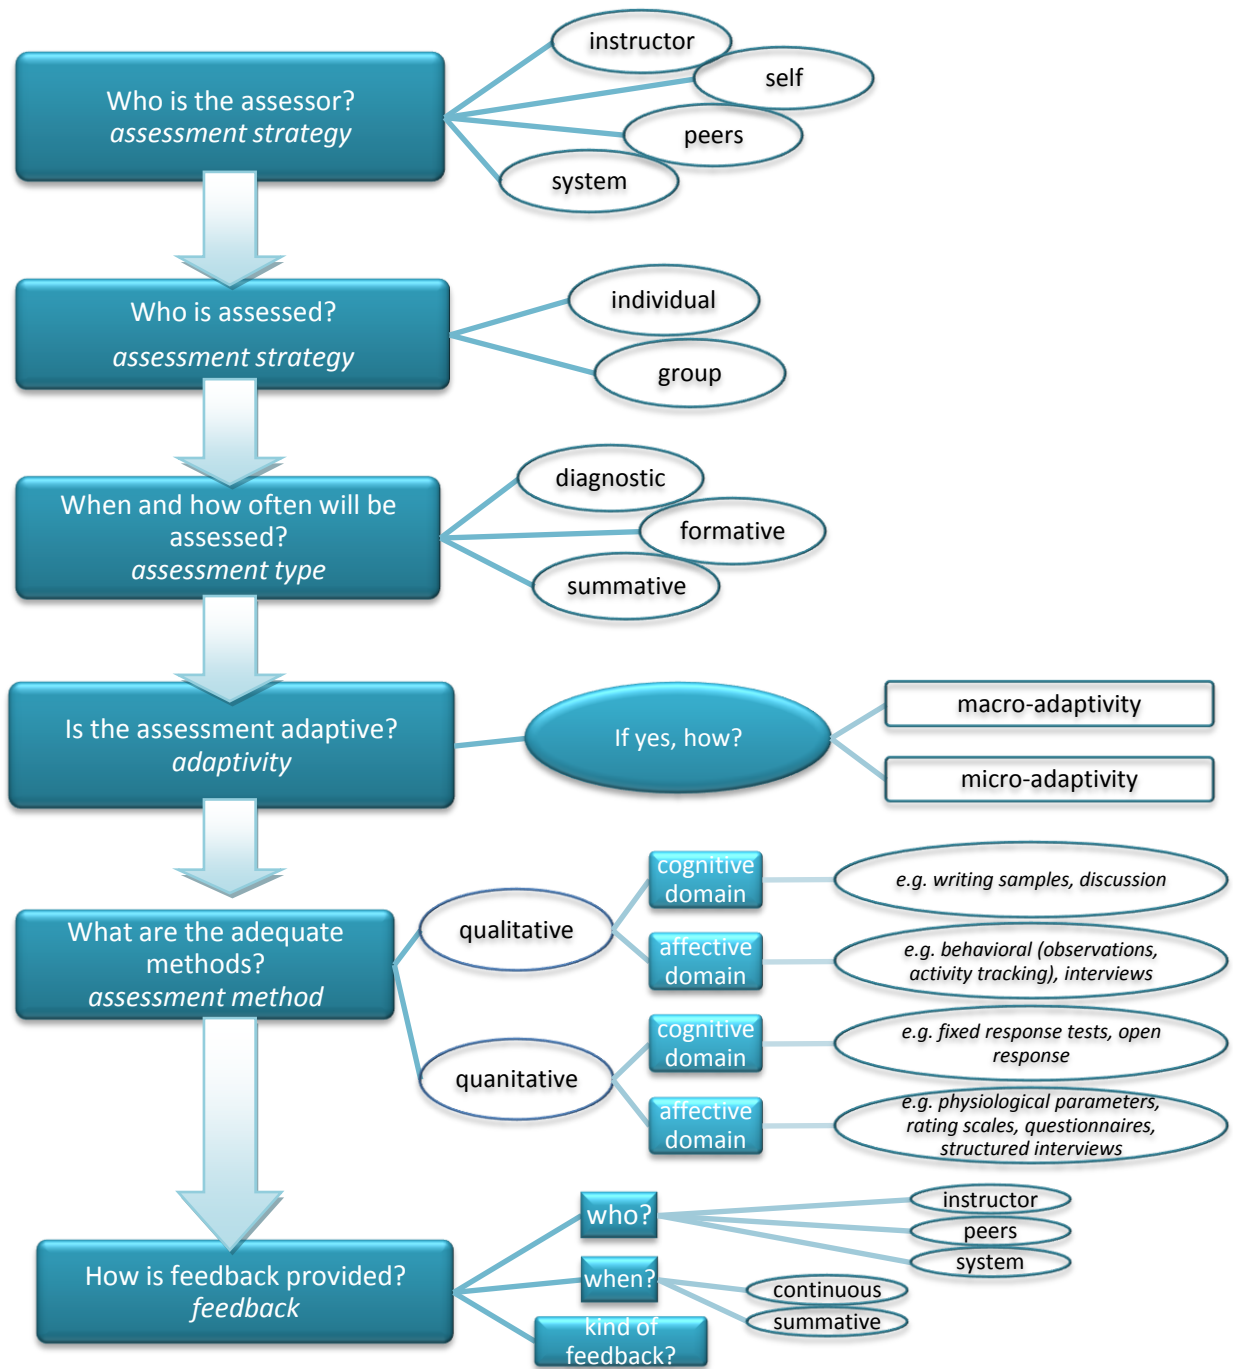 Who is the assessor?
assessment strategy
instructor
self
peers
system
Who is assessed?
assessment strategy
individual
group
When and how often will be
assessed?
assessment type
diagnostic
formative
summative
Is the assessment adaptive?
adaptivity
If yes, how?
macro-adaptivity
micro-adaptivity
What are the adequate
methods?
assessment method
qualitative
cognitive
domain
e.g. writing samples, discussion
affective
domain
e.g. behavioral (observations,
activity tracking), interviews
quanitative
cognitive
domain
e.g. fixed response tests, open
response
affective
domain
e.g. physiological parameters,
rating scales, questionnaires,
structured interviews
How is feedback provided?
feedback
who?
instructor
peers
system
when?
continuous
summative
kind of
feedback?